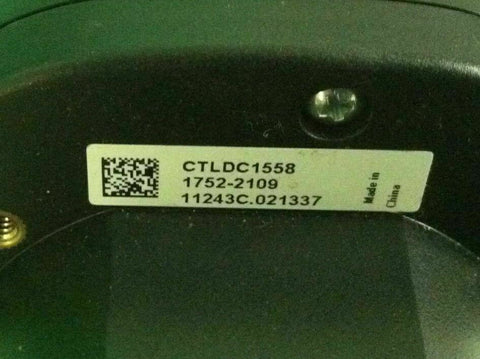 CTLDC1558
1752-2109
11243C.021337
Made in
China